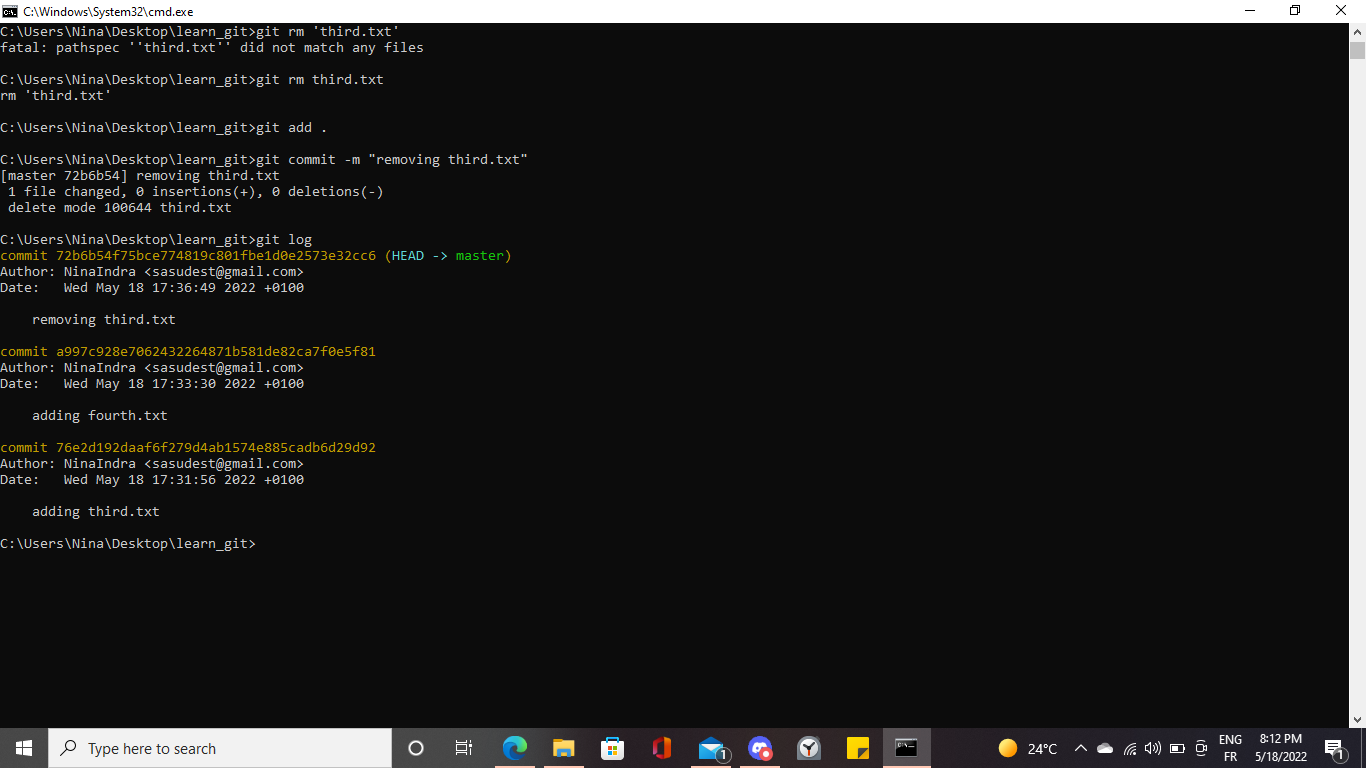 C:\Windows\System32\cmd.exe
C:\Users\Nina\Desktop\learn_git>git rm 'third.txt'
fatal: pathspec ''third.txt'' did not match any files
C:\Users\Nina\Desktop\learn_git>git rm third.txt
rm 'third.txt'
C:\Users\Nina\Desktop\learn_git>git add .
C:\Users\Nina\Desktop\learn_git>git commit -m "removing third.txt"
[master 72b6b54] removing third.txt
 1 file changed, 0 insertions(+), 0 deletions(-)
 delete mode 100644 third.txt
C:\Users\Nina\Desktop\learn_git>git log
commit 72b6b54f75bce774819c801fbe1d0e2573e32cc6 (HEAD -> master)
Author: NinaIndra <sasudest@gmail.com>
Date:   Wed May 18 17:36:49 2022 +0100
    removing third.txt
commit a997c928e7062432264871b581de82ca7f0e5f81
Author: NinaIndra <sasudest@gmail.com>
Date:   Wed May 18 17:33:30 2022 +0100
    adding fourth.txt
commit 76e2d192daaf6f279d4ab1574e885cadb6d29d92
Author: NinaIndra <sasudest@gmail.com>
Date:   Wed May 18 17:31:56 2022 +0100
    adding third.txt
C:\Users\Nina\Desktop\learn_git>
Type here to search
1
24°C
ENG
FR
8:12 PM
5/18/2022
1